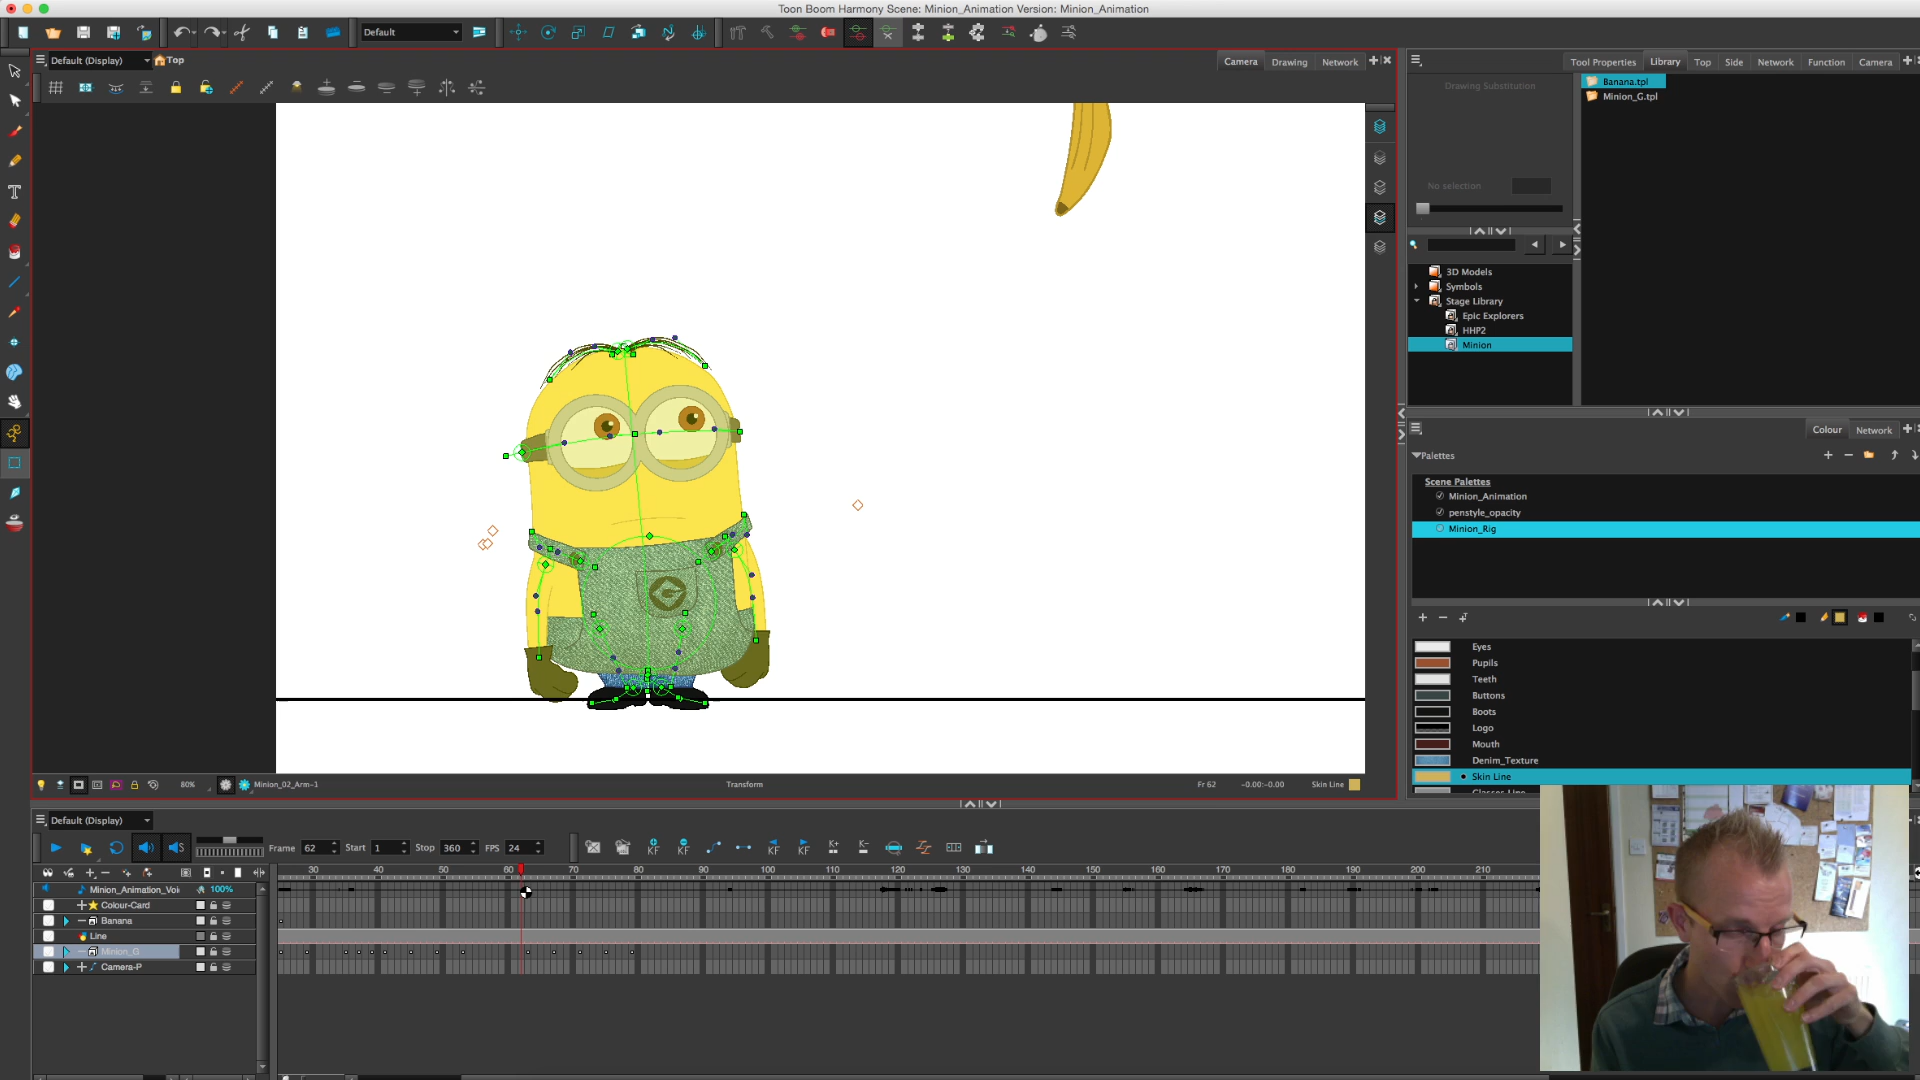 Toon Boom Harmony Scene: Minion_Animation Version: Minion_Animation
Default
Default (Display)
Top
Camera
Drawing
Network
Tool Properties
Library
Top
Side
Network
Function
Camera
Drawing Substitution
Banana.tpl
Minion_G.tpl
No selection
3D Models
Symbols
Stage Library
Epic Explorers
HHP2
Minion
Colour
Network
Palettes
Scene Palettes
Minion_Animation
penstyle_opacity
Minion_Rig
Eyes
Pupils
Teeth
Buttons
Boots
Logo
Mouth
Denim_Texture
Skin Line
80%
Minion_02_Arm-1
Transform
Fr 62
-0.00:-0.00
Skin Line
Default (Display)
Frame 62
Start 1
Stop 360
FPS 24
KF
KF
KF
KF
30 40 50 60 70 80 90 100 110 120 130 140 150 160 170 180 190 200 210
Minion_Animation_Voi
100%
Colour-Card
Banana
Line
Minion_G
Camera-P